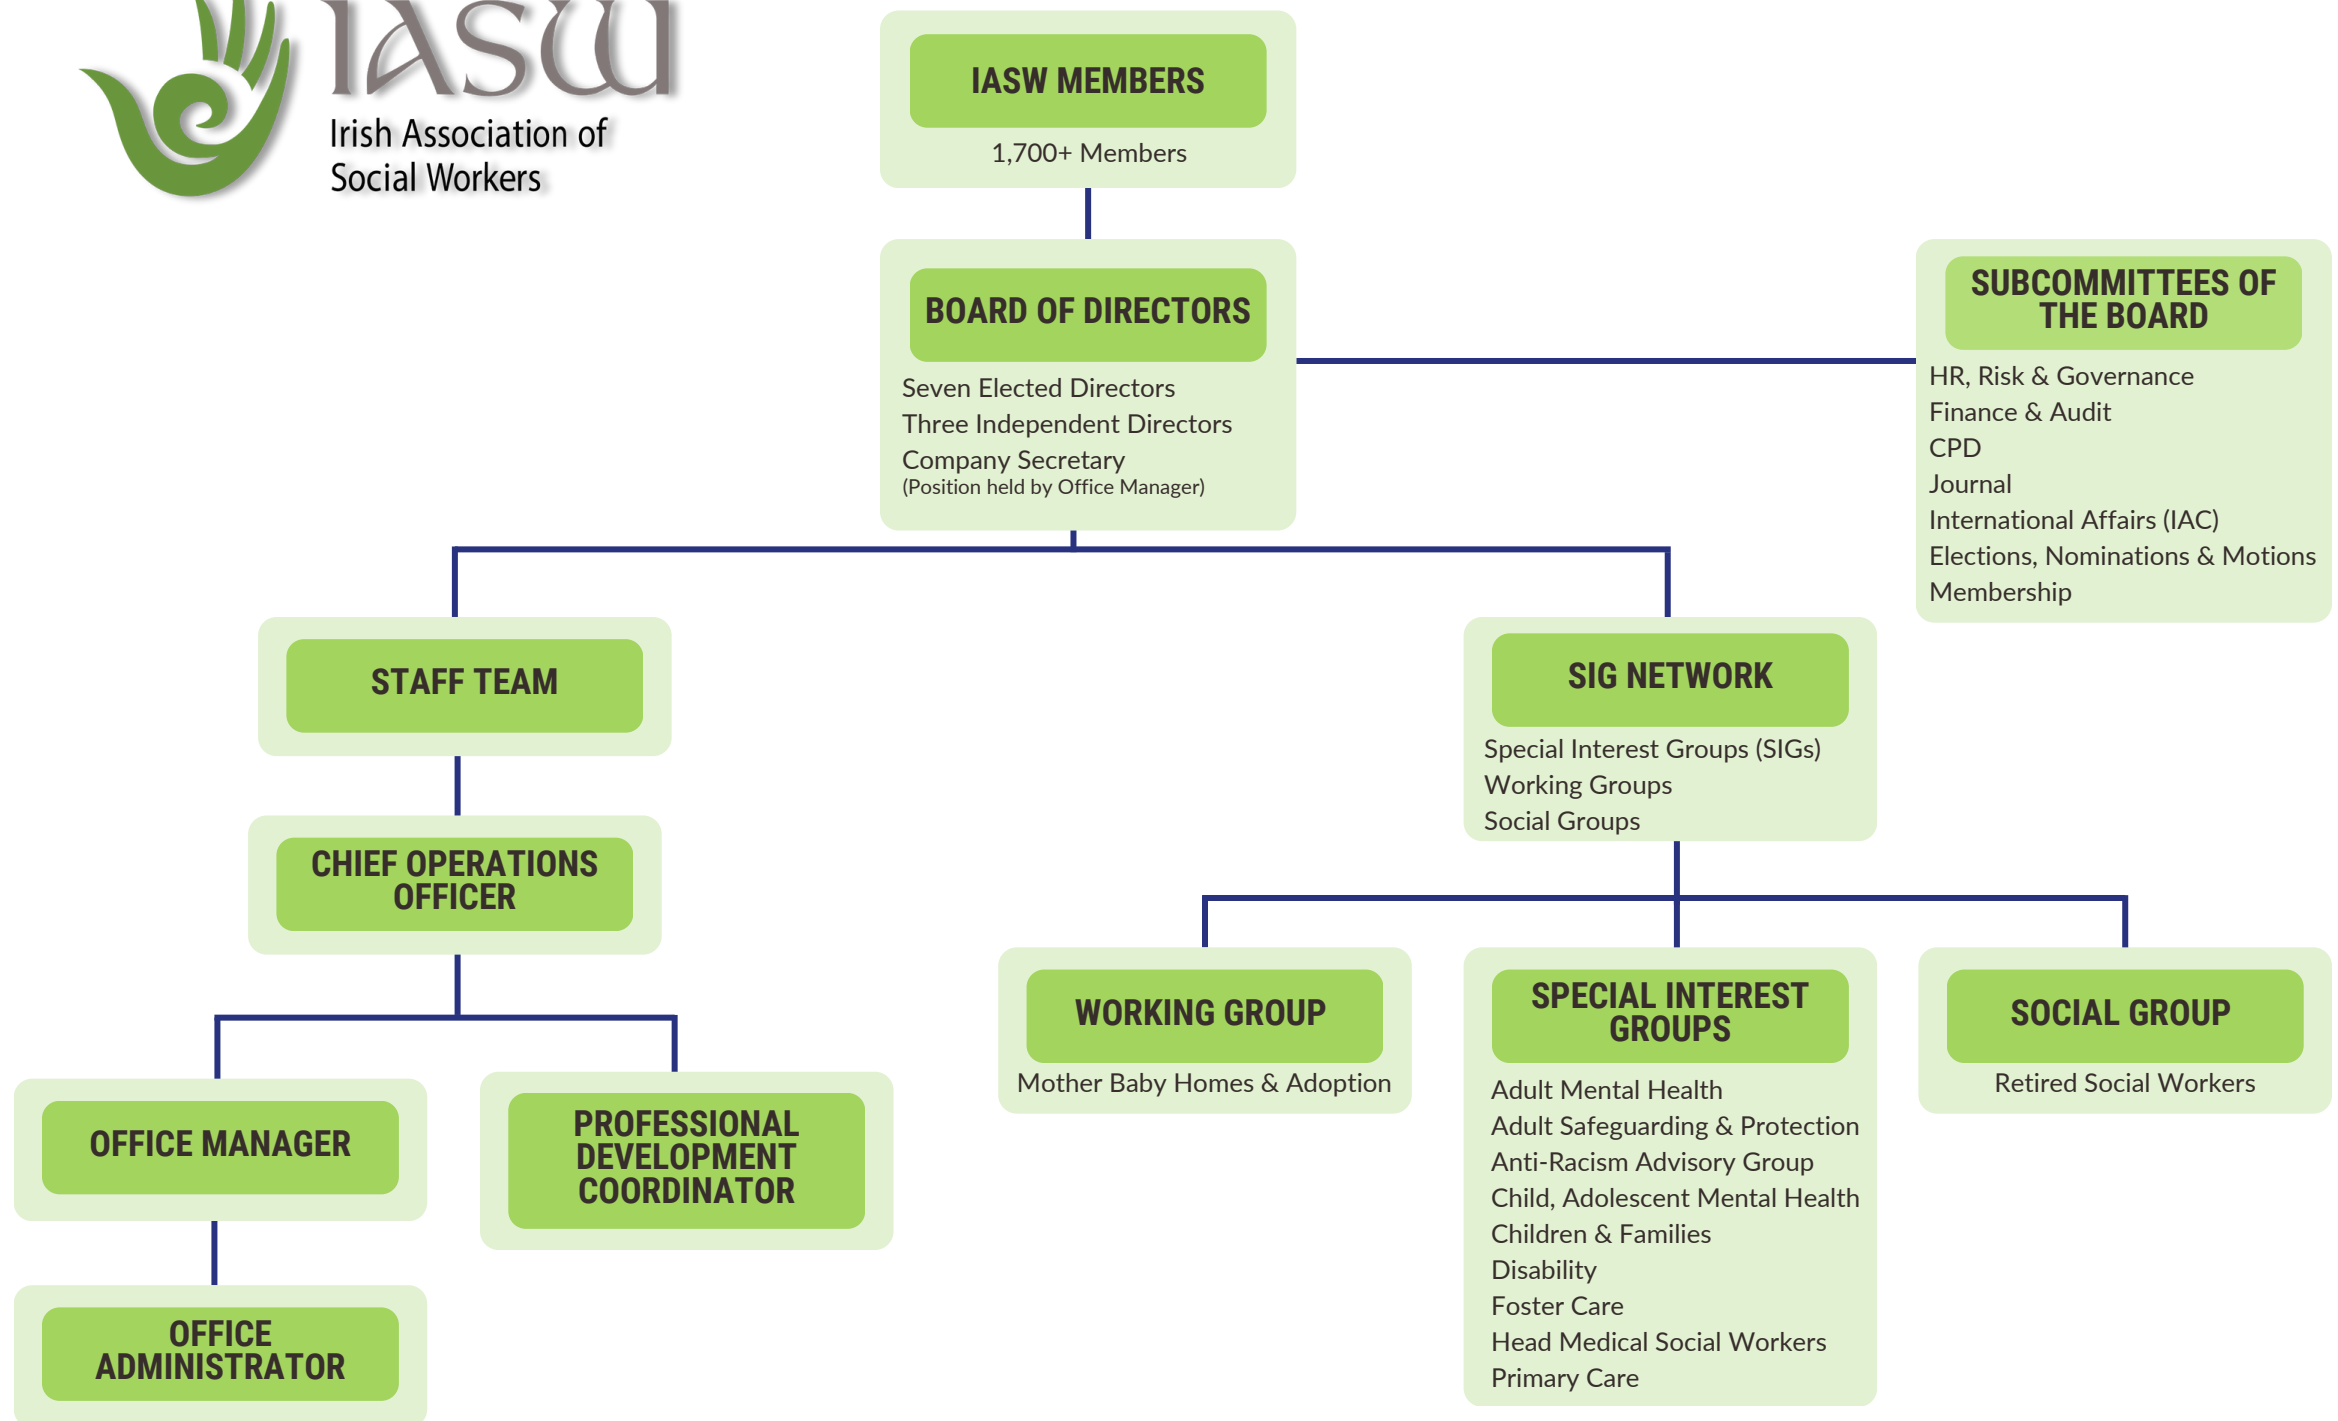 IASW
Irish Association of
Social Workers
IASW MEMBERS
1,700+ Members
BOARD OF DIRECTORS
Seven Elected Directors
Three Independent Directors
Company Secretary
(Position held by Office Manager)
SUBCOMMITTEES OF
THE BOARD
HR, Risk & Governance
Finance & Audit
CPD
Journal
International Affairs (IAC)
Elections, Nominations & Motions
Membership
STAFF TEAM
SIG NETWORK
Special Interest Groups (SIGs)
Working Groups
Social Groups
CHIEF OPERATIONS
OFFICER
OFFICE MANAGER
PROFESSIONAL
DEVELOPMENT
COORDINATOR
OFFICE
ADMINISTRATOR
WORKING GROUP
Mother Baby Homes & Adoption
SPECIAL INTEREST
GROUPS
Adult Mental Health
Adult Safeguarding & Protection
Anti-Racism Advisory Group
Child, Adolescent Mental Health
Children & Families
Disability
Foster Care
Head Medical Social Workers
Primary Care
SOCIAL GROUP
Retired Social Workers